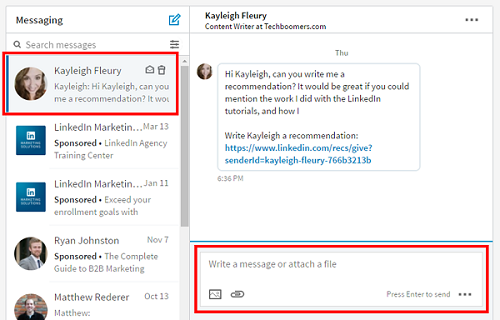 Messaging
Search messages
Kayleigh Fleury
Kayleigh: Hi Kayleigh, can you
me a recommendation? It wou
LinkedIn Marketin... Mar 13
Sponsored • LinkedIn Agency
Training Center
LinkedIn Marketin... Jan 11
Sponsored • Exceed your
enrollment goals with
Ryan Johnston Nov 7
Sponsored • The Complete
Guide to B2B Marketing
Matthew Rederer Oct 13
Matthew:
Kayleigh Fleury
Content Writer at Techboomers.com
Thu
Hi Kayleigh, can you write me a
recommendation? It would be great if you could
mention the work I did with the LinkedIn
tutorials, and how I
Write Kayleigh a recommendation:
https://www.linkedin.com/recs/give?
senderId=kayleigh-fleury-766b3213b
6:36 PM
Write a message or attach a file
Press Enter to send